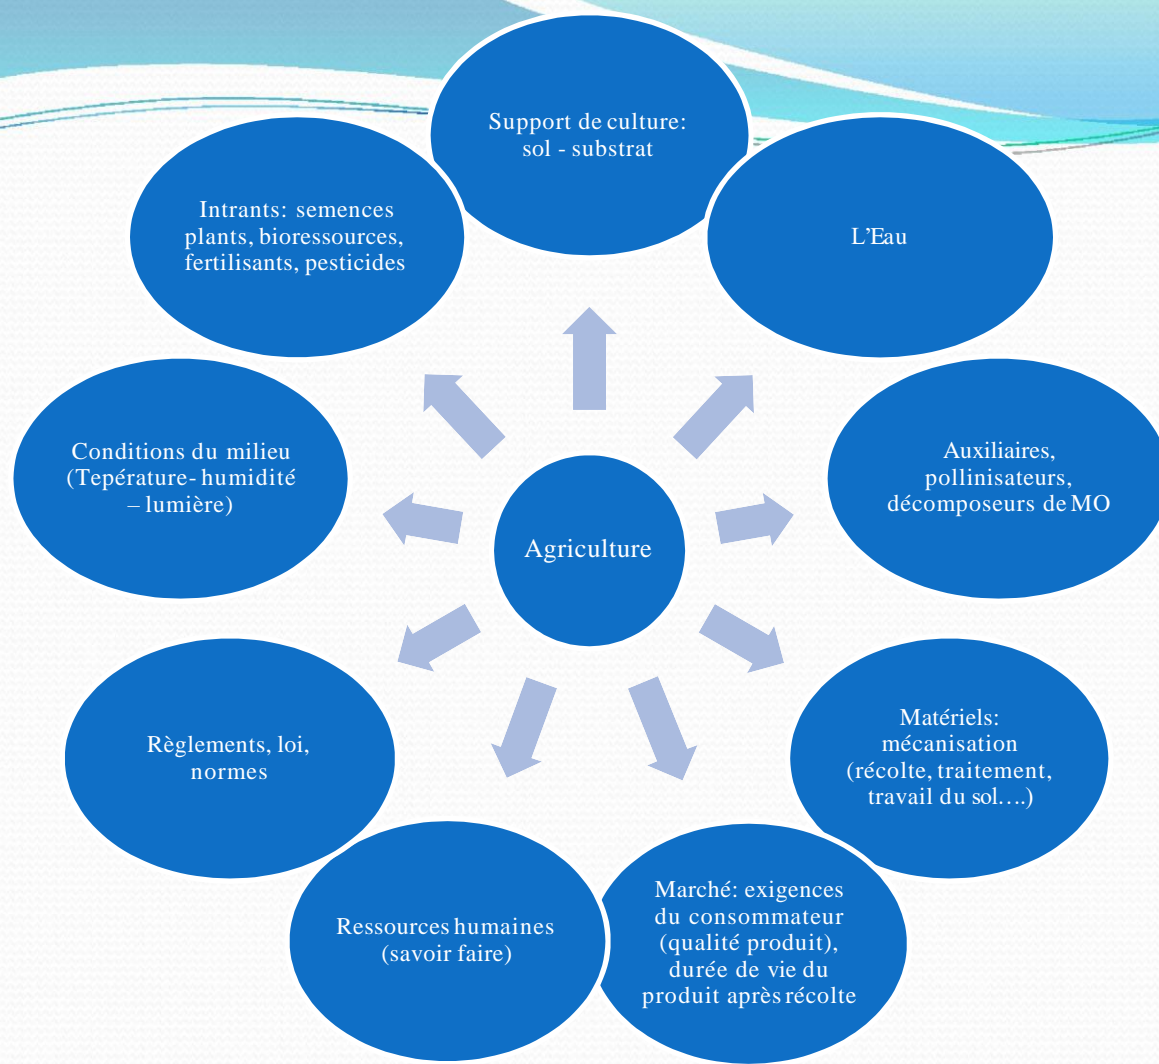 Support de culture:
sol - substrat
L'Eau
Auxiliaires,
pollinisateurs,
décomposeurs de MO
Matériels:
mécanisation
(récolte, traitement,
travail du sol….)
Marché: exigences
du consommateur
(qualité produit),
durée de vie du
produit après récolte
Ressources humaines
(savoir faire)
Règlements, loi,
normes
Conditions du milieu
(Tepérature- humidité
– lumière)
Intrants: semences
plants, bioressources,
fertilisants, pesticides
Agriculture